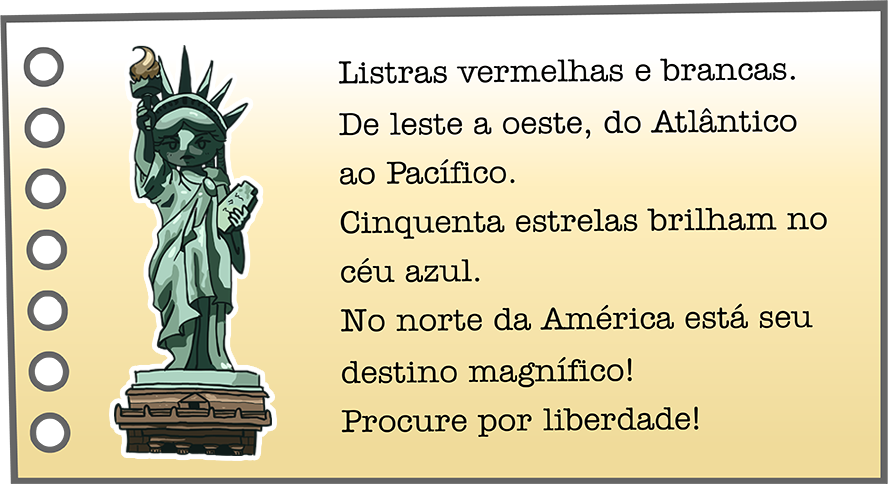 Listras vermelhas e brancas.
De leste a oeste, do Atlântico
ao Pacífico.
Cinquenta estrelas brilham no
céu azul.
No norte da América está seu
destino magnífico!
Procure por liberdade!